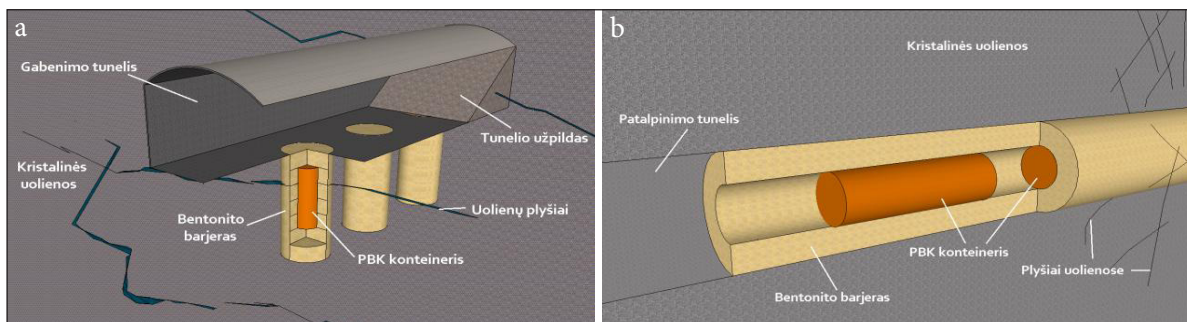 a
Gabenimo tunelis
Tunelio užpildas
Kristalinės
uolienos
Uolienų plyšiai
Bentonito
barjeras
PBK konteineris
b
Kristalinės uolienos
Patalpinimo tunelis
PBK konteineris
Plyšiai uolienose
Bentonito barjeras